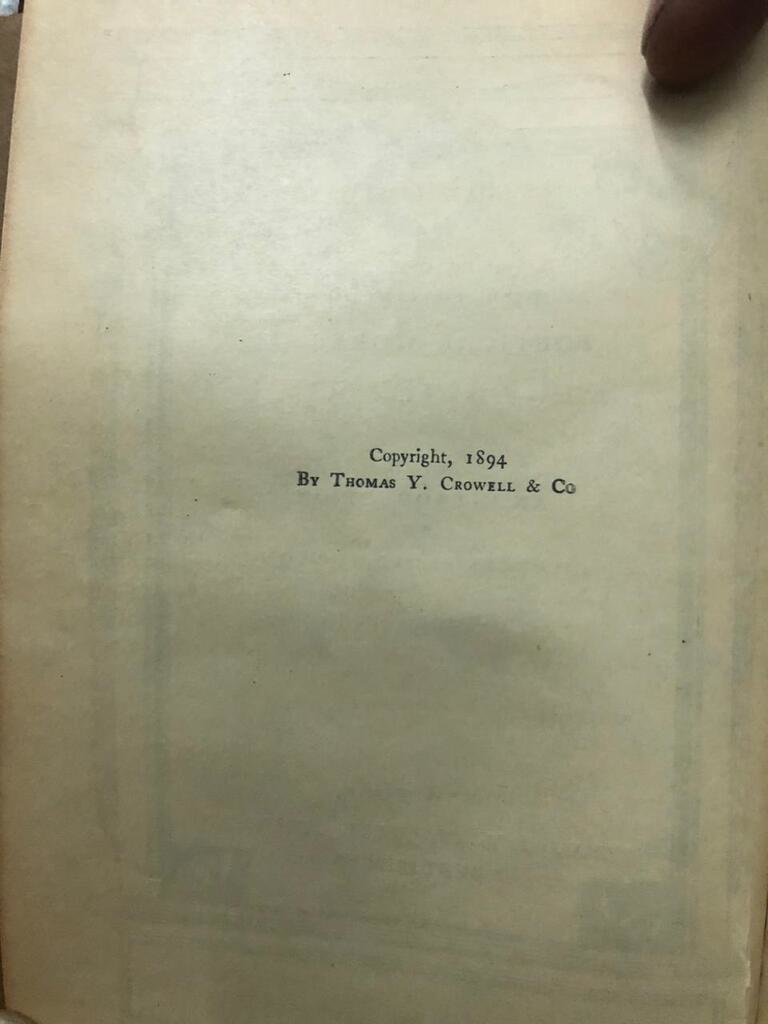 Copyright, 1894
By Thomas Y. Crowell & Co